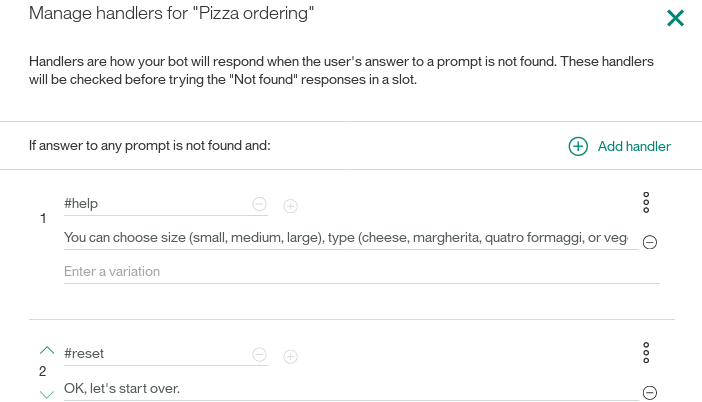 Manage handlers for "Pizza ordering"
Handlers are how your bot will respond when the user's answer to a prompt is not found. These handlers
will be checked before trying the "Not found" responses in a slot.
If answer to any prompt is not found and:
Add handler
#help
1
You can choose size (small, medium, large), type (cheese, margherita, quatro formaggi, or veg
Enter a variation
#reset
2
OK, let's start over.